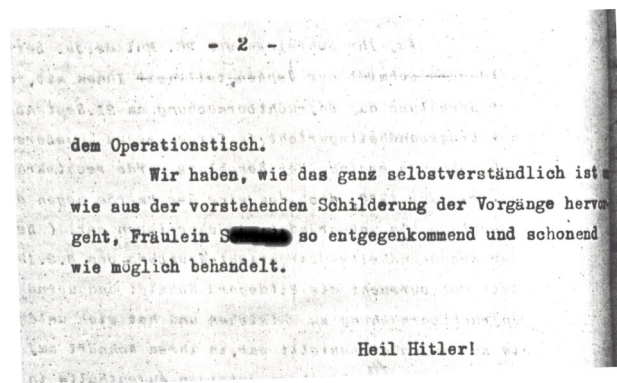 - 2 -
dem Operationstisch.
Wir haben, wie das ganz selbstverständlich ist
wie aus der vorstehenden Schilderung der Vorgänge hervor
geht, Fräulein S so entgegenkommend und schonend
wie möglich behandelt.
Heil Hitler!